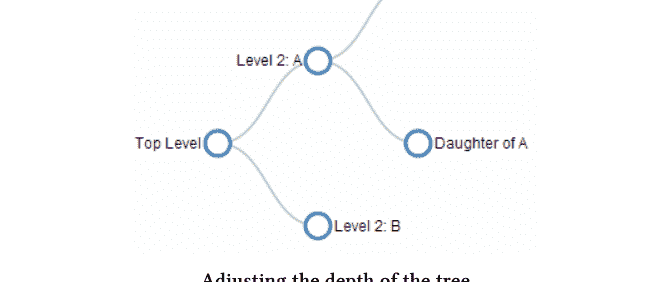 Level 2: A
Top Level
Daughter of A
Level 2: B
Adjusting the depth of the tree